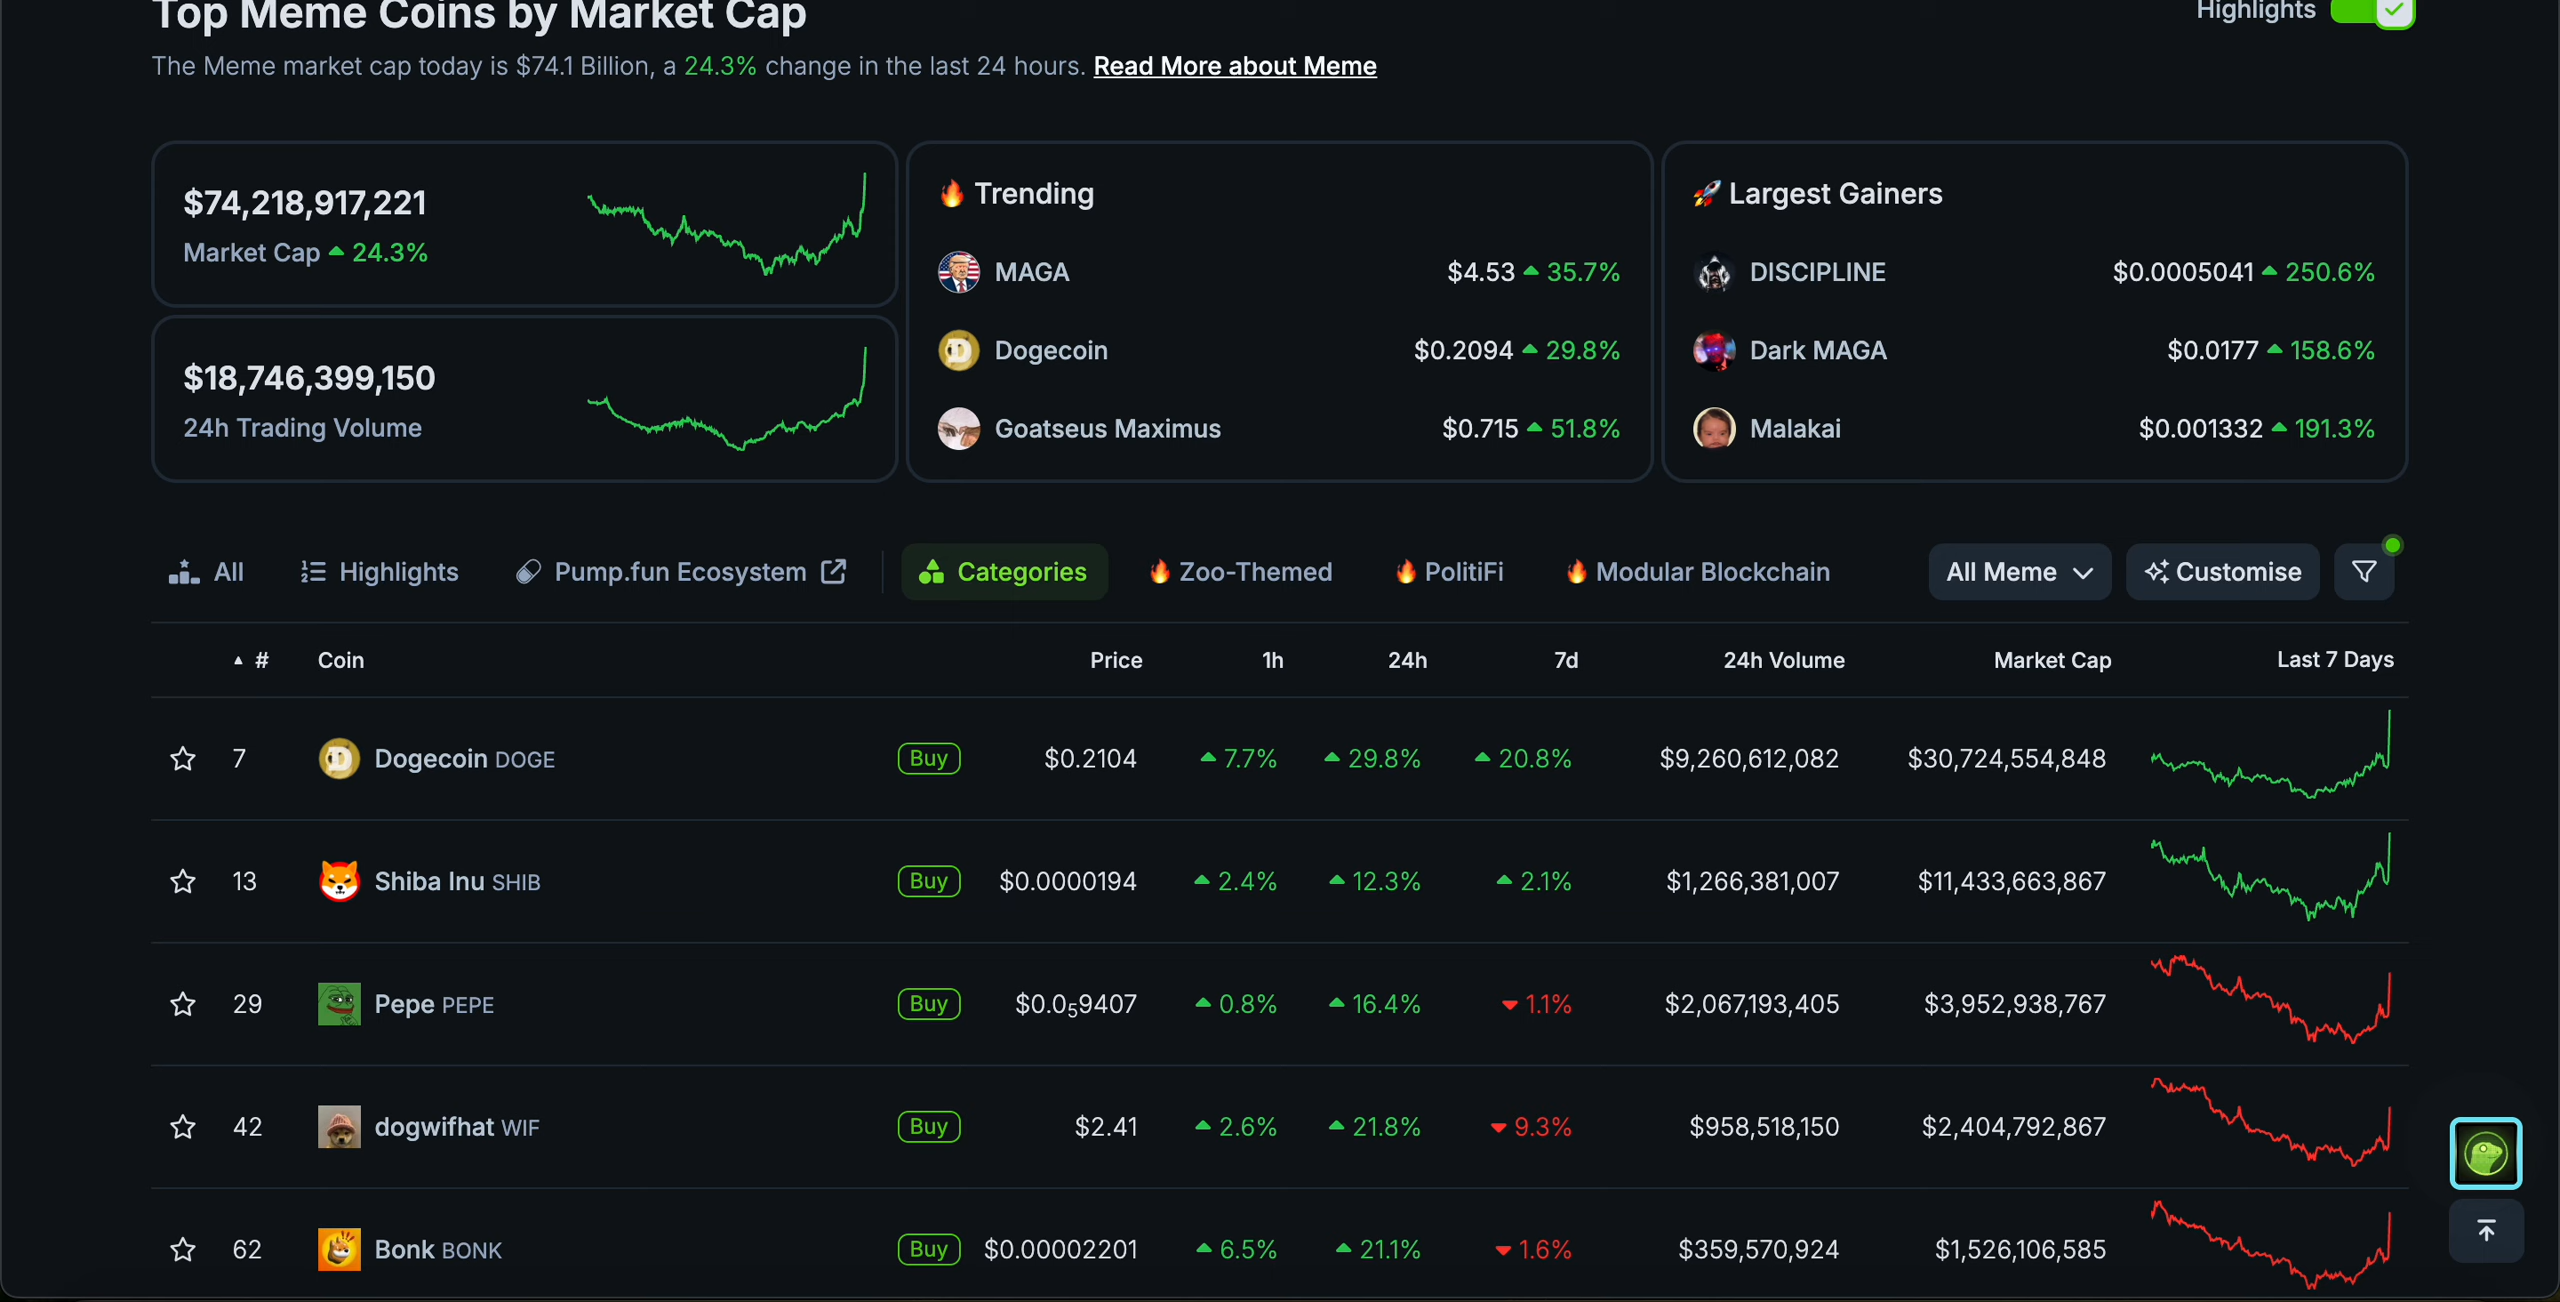 Top Meme Coins by Market Cap
Highlights
The Meme market cap today is $74.1 Billion, a 24.3% change in the last 24 hours. Read More about Meme
$74,218,917,221
Market Cap 24.3%
$18,746,399,150
24h Trading Volume
Trending
MAGA $4.53 35.7%
Dogecoin $0.2094 29.8%
Goatseus Maximus $0.715 51.8%
Largest Gainers
DISCIPLINE $0.0005041 250.6%
Dark MAGA $0.0177 158.6%
Malakai $0.001332 191.3%
All Highlights Pump.fun Ecosystem Categories Zoo-Themed PolitiFi Modular Blockchain All Meme Customise
# Coin Price 1h 24h 7d 24h Volume Market Cap Last 7 Days
7 Dogecoin DOGE Buy $0.2104 7.7% 29.8% 20.8% $9,260,612,082 $30,724,554,848
13 Shiba Inu SHIB Buy $0.0000194 2.4% 12.3% 2.1% $1,266,381,007 $11,433,663,867
29 Pepe PEPE Buy $0.0₅9407 0.8% 16.4% 1.1% $2,067,193,405 $3,952,938,767
42 dogwifhat WIF Buy $2.41 2.6% 21.8% 9.3% $958,518,150 $2,404,792,867
62 Bonk BONK Buy $0.00002201 6.5% 21.1% 1.6% $359,570,924 $1,526,106,585